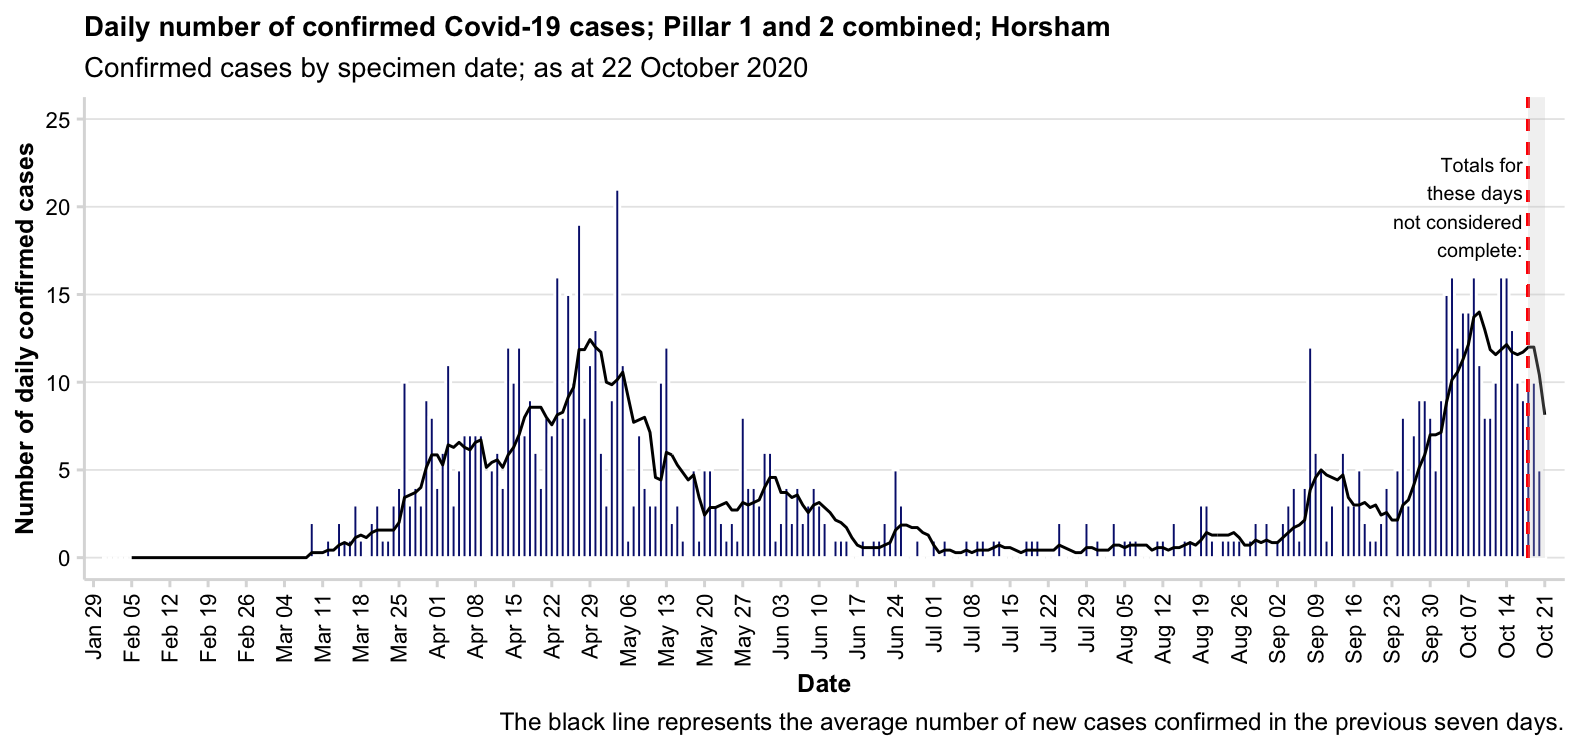 Daily number of confirmed Covid-19 cases; Pillar 1 and 2 combined; Horsham
Confirmed cases by specimen date; as at 22 October 2020
Number of daily confirmed cases
25
20
15
10
5
0
Totals for
these days
not considered
complete:
Jan 29
Feb 05
Feb 12
Feb 19
Feb 26
Mar 04
Mar 11
Mar 18
Mar 25
Apr 01
Apr 08
Apr 15
Apr 22
Apr 29
May 06
May 13
May 20
May 27
Jun 03
Jun 10
Jun 17
Jun 24
Jul 01
Jul 08
Jul 15
Jul 22
Jul 29
Aug 05
Aug 12
Aug 19
Aug 26
Sep 02
Sep 09
Sep 16
Sep 23
Sep 30
Oct 07
Oct 14
Oct 21
Date
The black line represents the average number of new cases confirmed in the previous seven days.